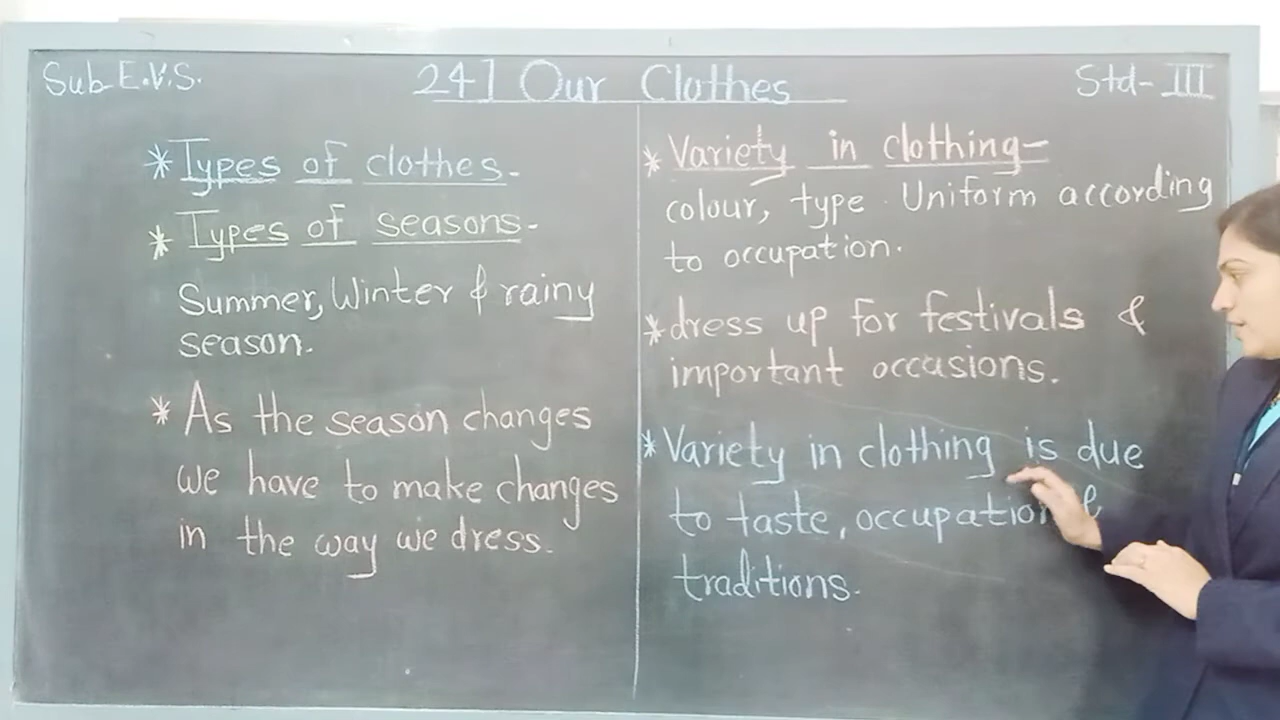 Sub E.V.S.
24] Our Clothes
Std- III
* Types of clothes.
* Types of seasons.
Summer, Winter & rainy
season.
* As the season changes
we have to make changes
in the way we dress.
* Variety in clothing-
colour, type. Uniform according
to occupation.
* dress up for festivals &
important occasions.
* Variety in clothing is due
to taste, occupation &
traditions.